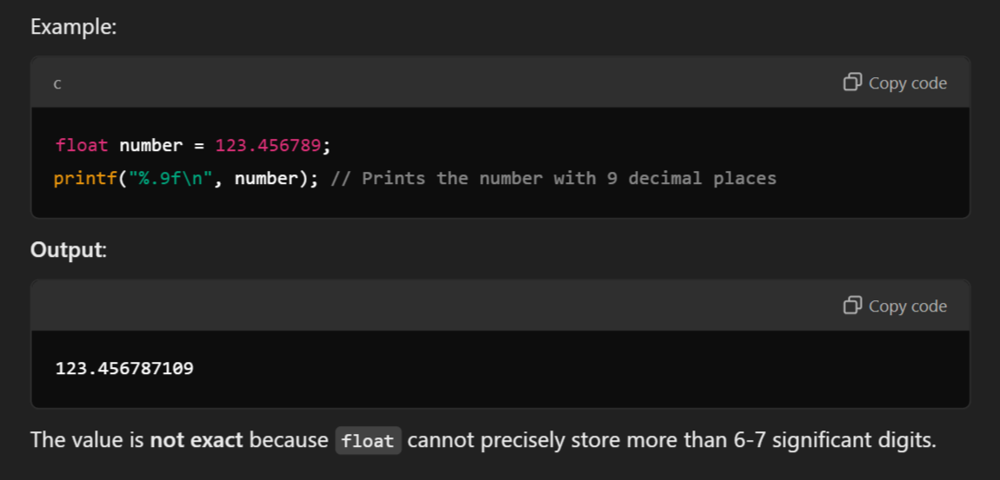 Example:
c
Copy code
float number = 123.456789;
printf("%.9f\n", number); // Prints the number with 9 decimal places
Output:
Copy code
123.456787109
The value is not exact because float cannot precisely store more than 6-7 significant digits.